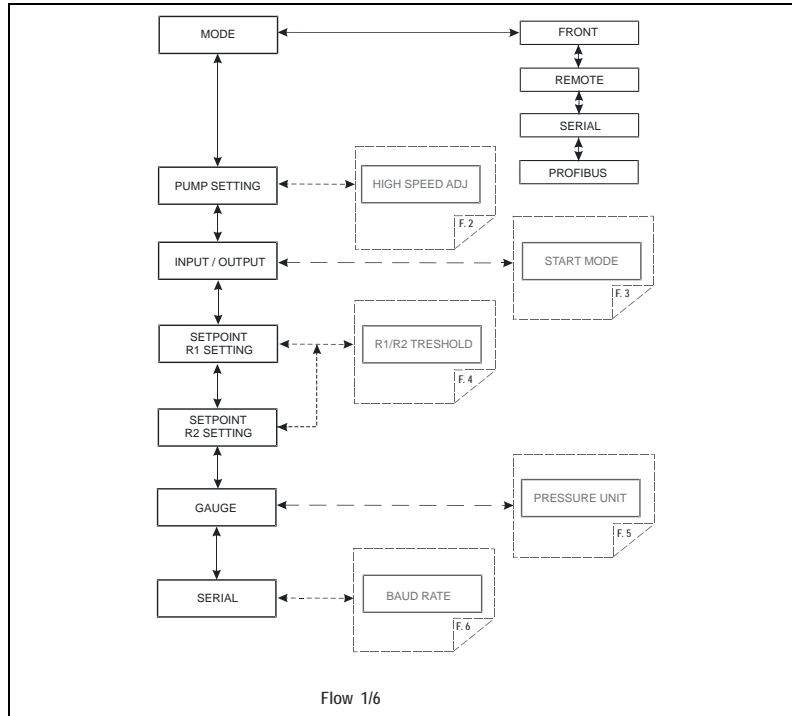 MODE
FRONT
REMOTE
SERIAL
PROFIBUS
PUMP SETTING
HIGH SPEED ADJ
F. 2
INPUT / OUTPUT
START MODE
F. 3
SETPOINT
R1 SETTING
R1/R2 TRESHOLD
F. 4
SETPOINT
R2 SETTING
GAUGE
PRESSURE UNIT
F. 5
SERIAL
BAUD RATE
F. 6
Flow 1/6